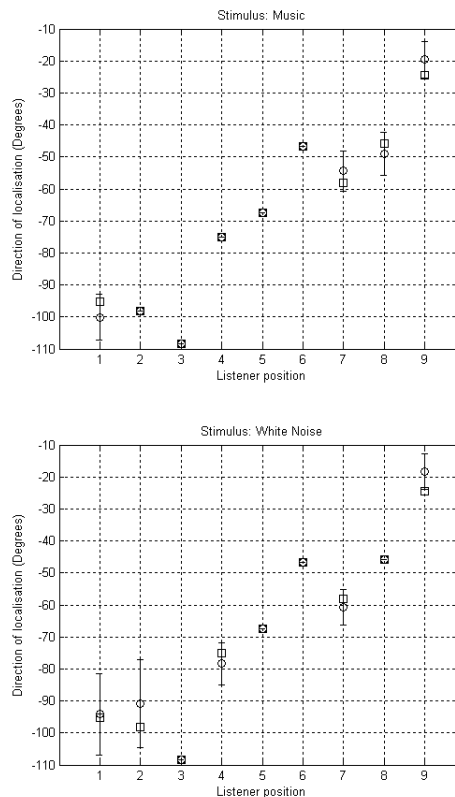 Stimulus: Music
-10
-20
-30
-40
-50
-60
-70
-80
-90
-100
-110
Direction of localisation (Degrees)
1 2 3 4 5 6 7 8 9
Listener position
Stimulus: White Noise
-10
-20
-30
-40
-50
-60
-70
-80
-90
-100
-110
Direction of localisation (Degrees)
1 2 3 4 5 6 7 8 9
Listener position